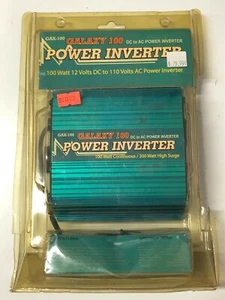 GAX-100 GALAXY 100 DC to AC POWER INVERTER
POWER INVERTER
100 Watt 12 Volts DC to 110 Volts AC Power Inverter
GAX-100 GALAXY 100 DC to AC POWER INVERTER
POWER INVERTER
100 Watt Continuous / 200 Watt High Surge